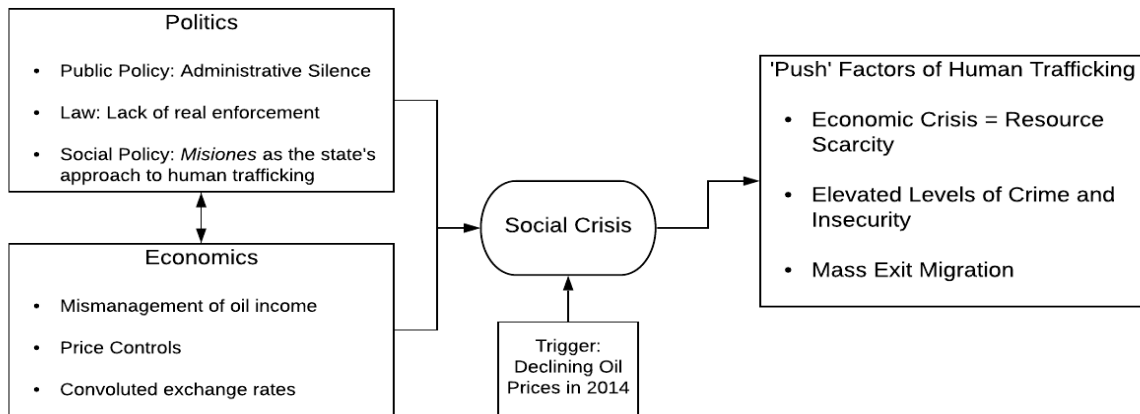 Politics
• Public Policy: Administrative Silence
• Law: Lack of real enforcement
• Social Policy: Misiones as the state's
approach to human trafficking
Economics
• Mismanagement of oil income
• Price Controls
• Convoluted exchange rates
Social Crisis
Trigger:
Declining Oil
Prices in 2014
'Push' Factors of Human Trafficking
• Economic Crisis = Resource
Scarcity
• Elevated Levels of Crime and
Insecurity
• Mass Exit Migration